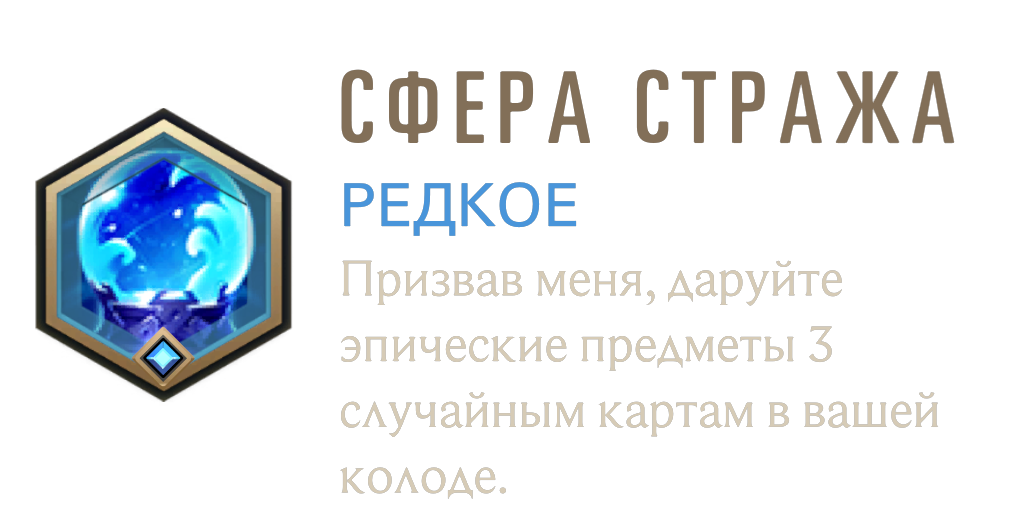 СФЕРА СТРАЖА
РЕДКОЕ
Призвав меня, даруйте
эпические предметы 3
случайным картам в вашей
колоде.